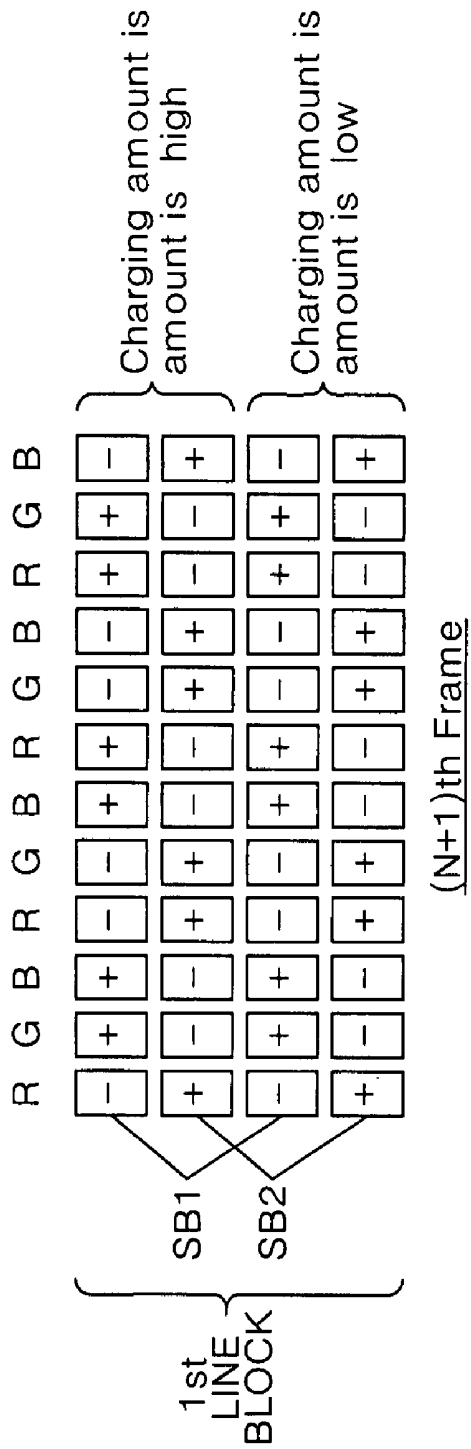 R G B R G B R G B R G B
− + + − − + + − − + + −
+ − − + + − − + + − − +
− + + − − + + − − + + −
+ − − + + − − + + − − +
1st
LINE
BLOCK
SB1
SB2
Charging amount is
amount is high
Charging amount is
amount is low
(N+1)th Frame